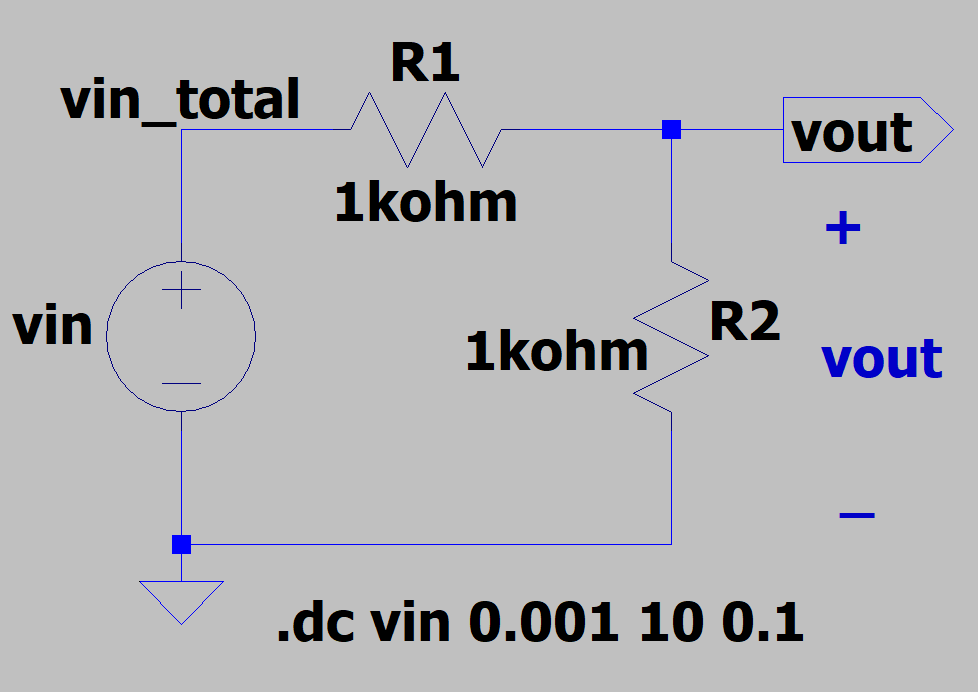 R1
vin_total
vout
1kohm
+
+
vin
R2
1kohm
vout
–
–
.dc vin 0.001 10 0.1